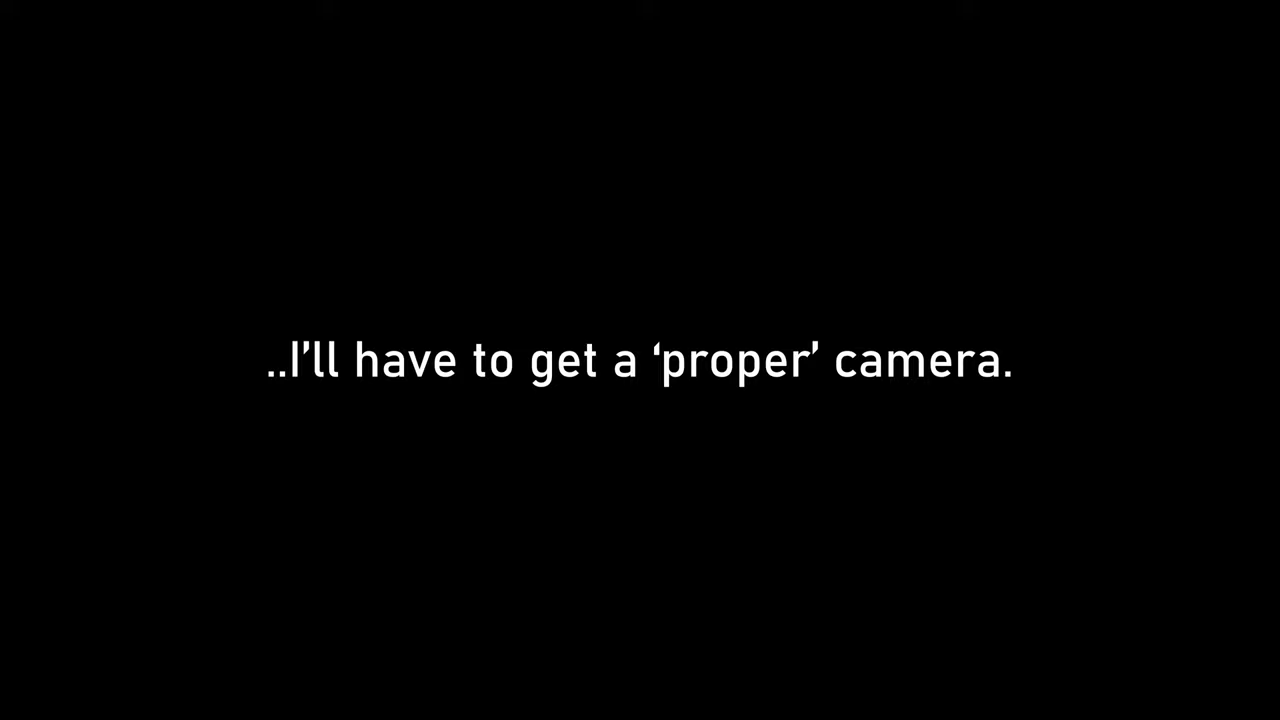 ..I’ll have to get a ‘proper’ camera.